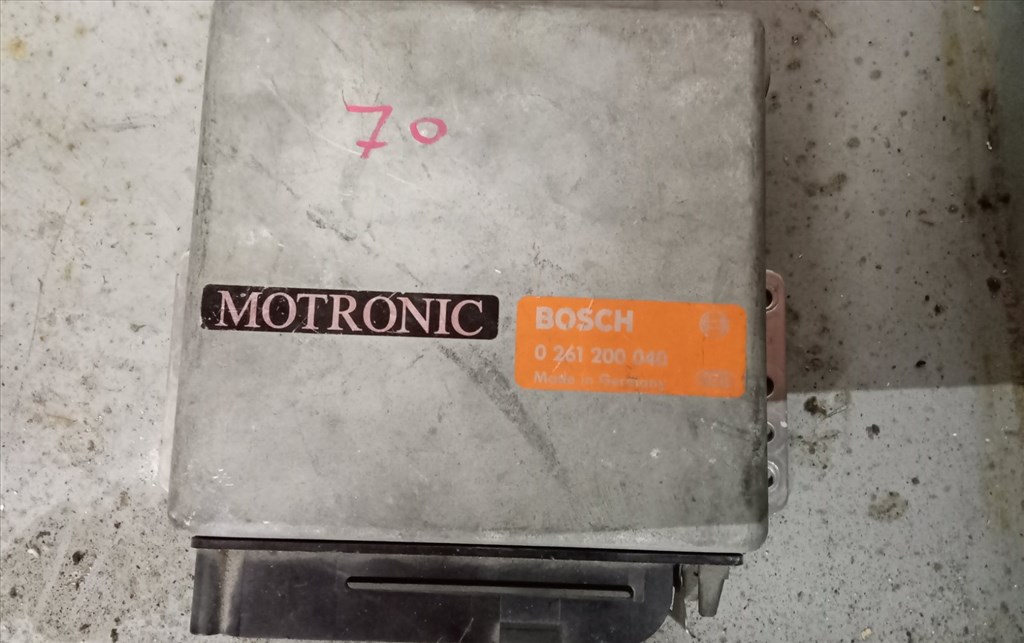 70
MOTRONIC
BOSCH
0 261 200 040
Made in Germany